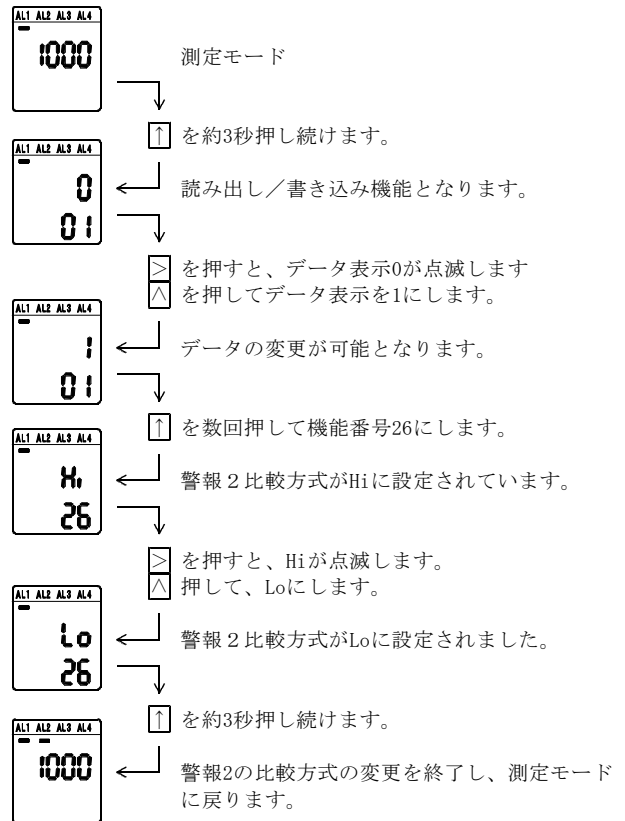 AL1 AL2 AL3 AL4
1000
測定モード
↑ を約3秒押し続けます。
AL1 AL2 AL3 AL4
0
01
読み出し／書き込み機能となります。
> を押すと、データ表示0が点滅します
∧ を押してデータ表示を1にします。
AL1 AL2 AL3 AL4
1
01
データの変更が可能となります。
↑ を数回押して機能番号26にします。
AL1 AL2 AL3 AL4
Hi
26
警報２比較方式がHiに設定されています。
> を押すと、Hiが点滅します。
∧ 押して、Loにします。
AL1 AL2 AL3 AL4
Lo
26
警報２比較方式がLoに設定されました。
↑ を約3秒押し続けます。
AL1 AL2 AL3 AL4
1000
警報2の比較方式の変更を終了し、測定モード
に戻ります。